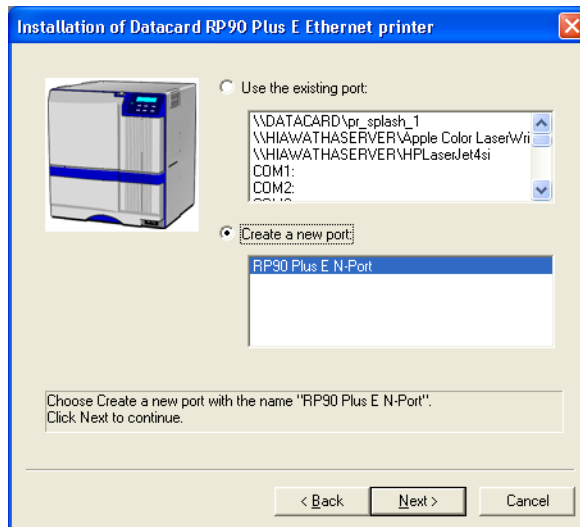 Installation of Datacard RP90 Plus E Ethernet printer
Use the existing port:
\\DATACARD\pr_splash_1
\\HIAWATHASERVER\Apple Color LaserWri
\\HIAWATHASERVER\HPLaserJet4si
COM1:
COM2:
Create a new port:
RP90 Plus E N-Port
Choose Create a new port with the name "RP90 Plus E N-Port".
Click Next to continue.
< Back
Next >
Cancel